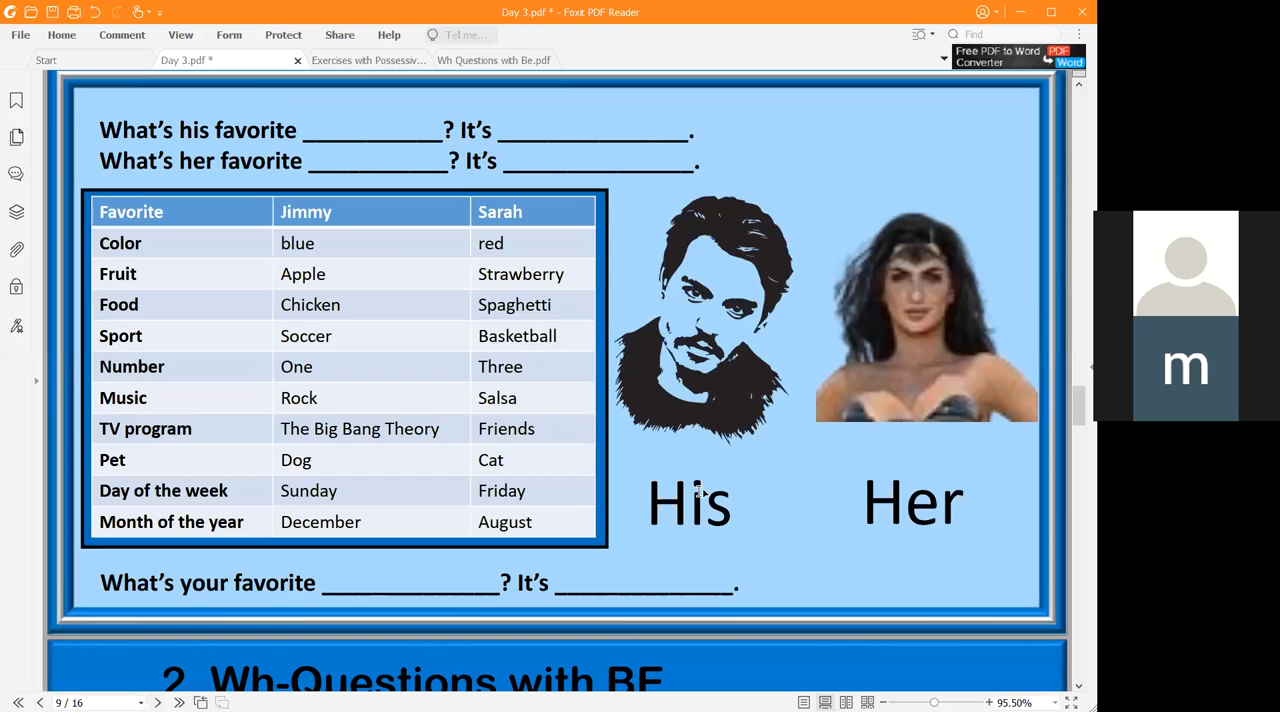 Day 3.pdf * - Foxit PDF Reader
File Home Comment View Form Protect Share Help Tell me... Find
Start Day 3.pdf * Exercises with Possessiv... Wh Questions with Be.pdf
Free PDF to Word PDF
Converter Word
What's his favorite ___________? It's _______________.
What's her favorite ___________? It's _______________.
Favorite Jimmy Sarah
Color blue red
Fruit Apple Strawberry
Food Chicken Spaghetti
Sport Soccer Basketball
Number One Three
Music Rock Salsa
TV program The Big Bang Theory Friends
Pet Dog Cat
Day of the week Sunday Friday
Month of the year December August
His Her
What's your favorite ______________? It's ______________.
2. Wh-Questions with BE
m
9 / 16 95.50%